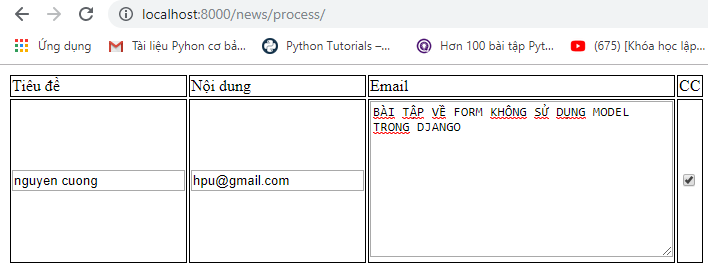 localhost:8000/news/process/
Ứng dụng Tài liệu Pyhon cơ bả... Python Tutorials –... Hơn 100 bài tập Pyt... (675) [Khóa học lập...
Tiêu đề Nội dung Email CC
BÀI TẬP VỀ FORM KHÔNG SỬ DỤNG MODEL
TRONG DJANGO
nguyen cuong hpu@gmail.com